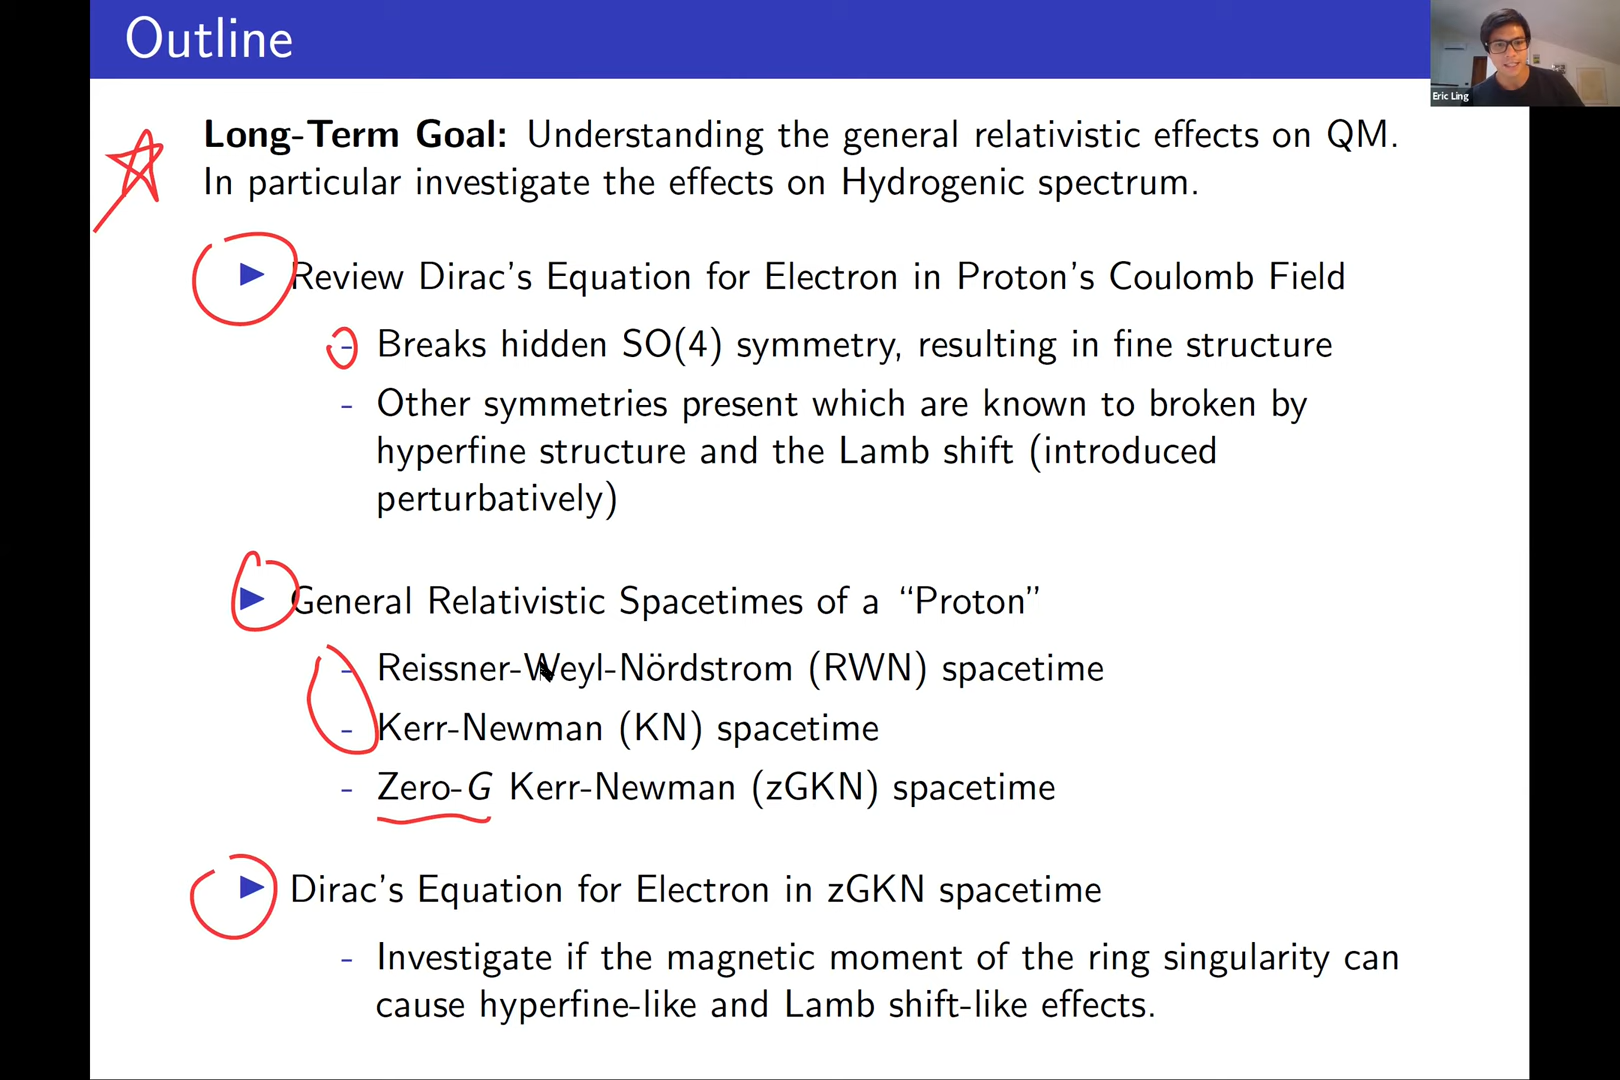 Outline
Eric Ling
Long-Term Goal: Understanding the general relativistic effects on QM.
In particular investigate the effects on Hydrogenic spectrum.
Review Dirac's Equation for Electron in Proton's Coulomb Field
- Breaks hidden SO(4) symmetry, resulting in fine structure
- Other symmetries present which are known to broken by
hyperfine structure and the Lamb shift (introduced
perturbatively)
General Relativistic Spacetimes of a “Proton”
- Reissner-Weyl-Nördstrom (RWN) spacetime
- Kerr-Newman (KN) spacetime
- Zero-G Kerr-Newman (zGKN) spacetime
Dirac's Equation for Electron in zGKN spacetime
- Investigate if the magnetic moment of the ring singularity can
cause hyperfine-like and Lamb shift-like effects.